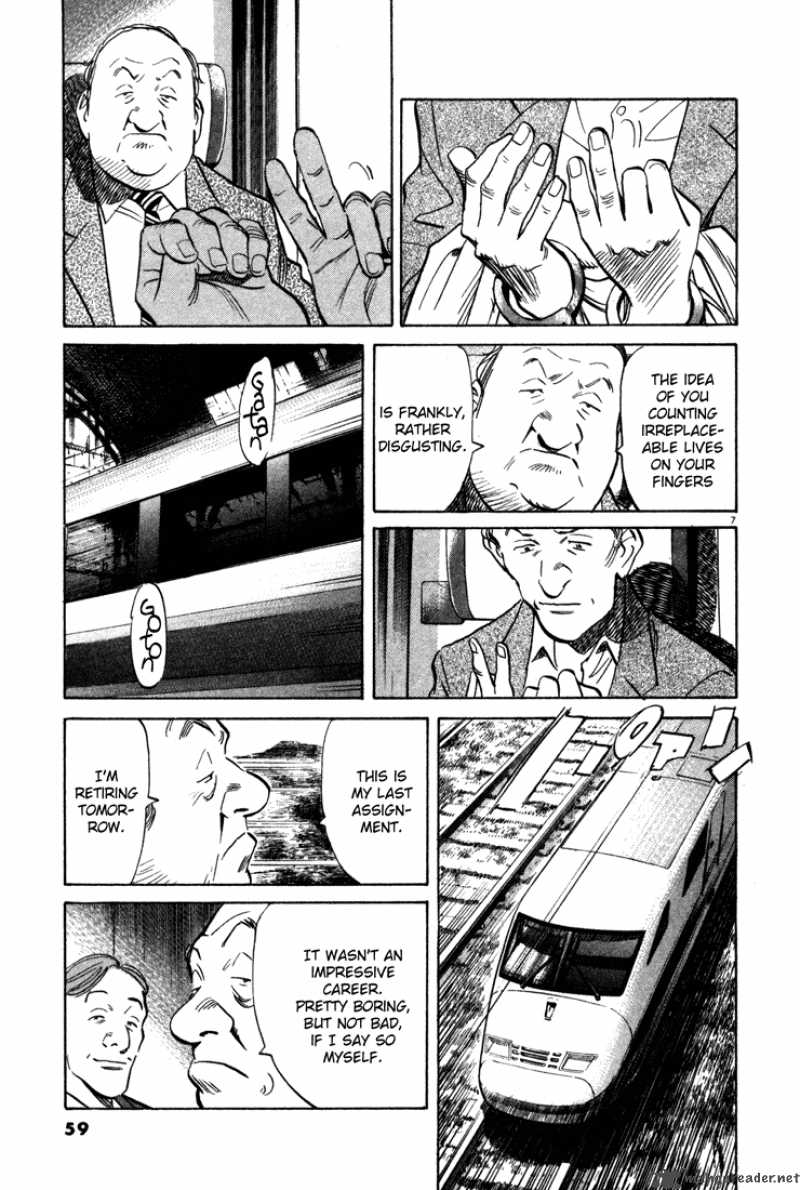 THE IDEA
OF YOU
COUNTING
IRREPLACE-
ABLE LIVES
ON YOUR
FINGERS
IS FRANKLY,
RATHER
DISGUSTING.
7
THIS IS
MY LAST
ASSIGN-
MENT.
I'M
RETIRING
TOMOR-
ROW.
IT WASN'T AN
IMPRESSIVE
CAREER.
PRETTY BORING,
BUT NOT BAD,
IF I SAY SO
MYSELF.
59